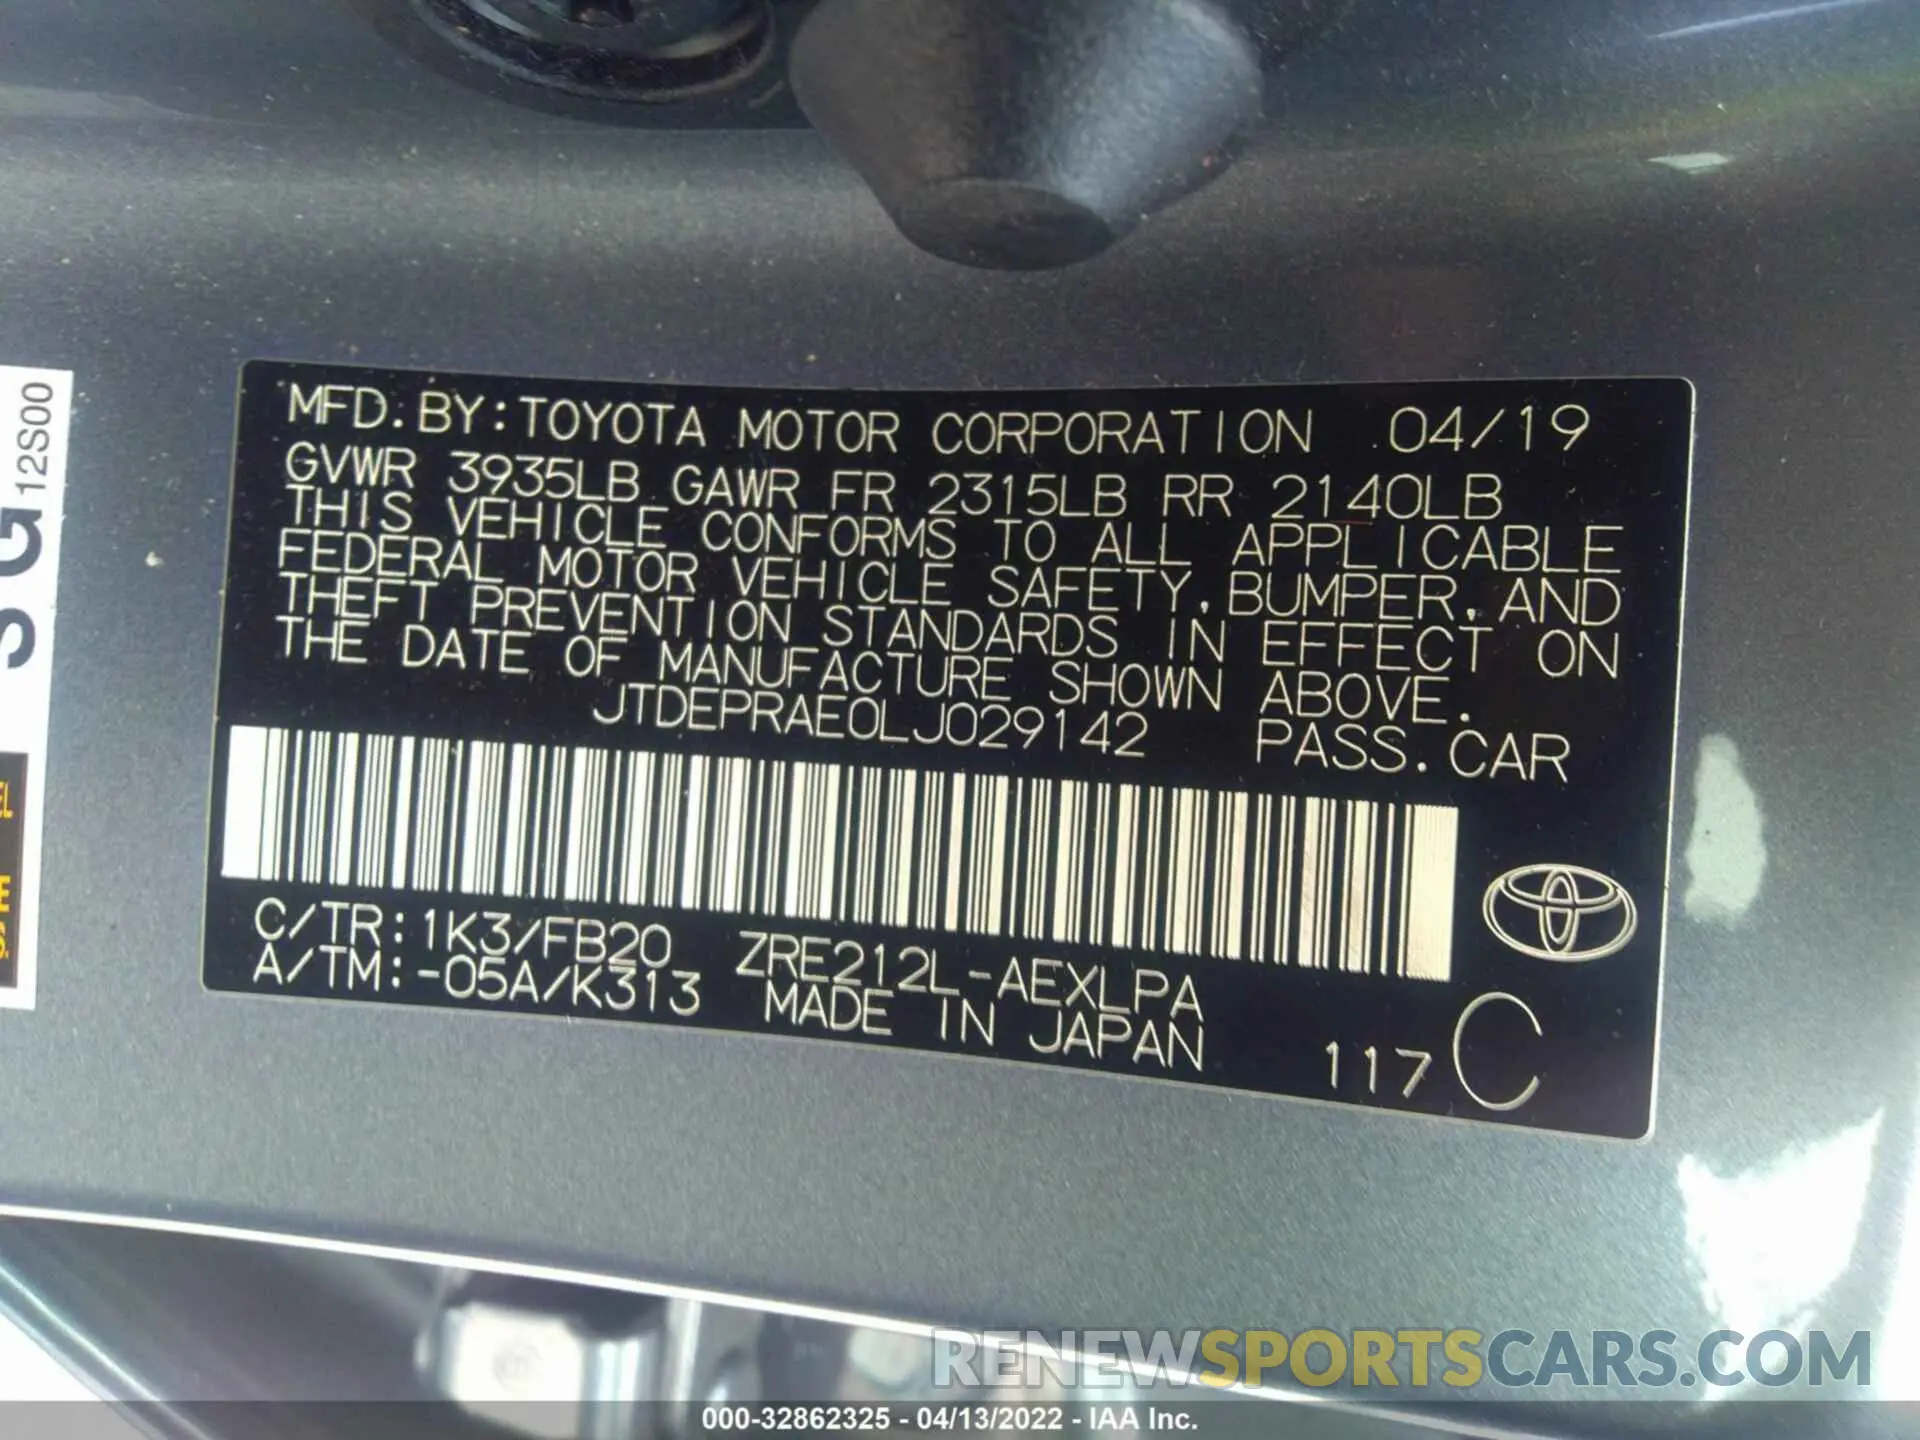 MFD. BY: TOYOTA MOTOR CORPORATION 04/19
GVWR 3935LB GAWR FR 2315LB RR 2140LB
THIS VEHICLE CONFORMS TO ALL APPLICABLE
FEDERAL MOTOR VEHICLE SAFETY, BUMPER, AND
THEFT PREVENTION STANDARDS IN EFFECT ON
THE DATE OF MANUFACTURE SHOWN ABOVE.
JTDEPRAE0LJ029142 PASS. CAR
C/TR: 1K3/FB20 ZRE212L-AEXLPA
A/TM: -05A/K313 MADE IN JAPAN
117 C
12S00
RENEWSPORTSCARS.COM
000-32862325 - 04/13/2022 - IAA Inc.